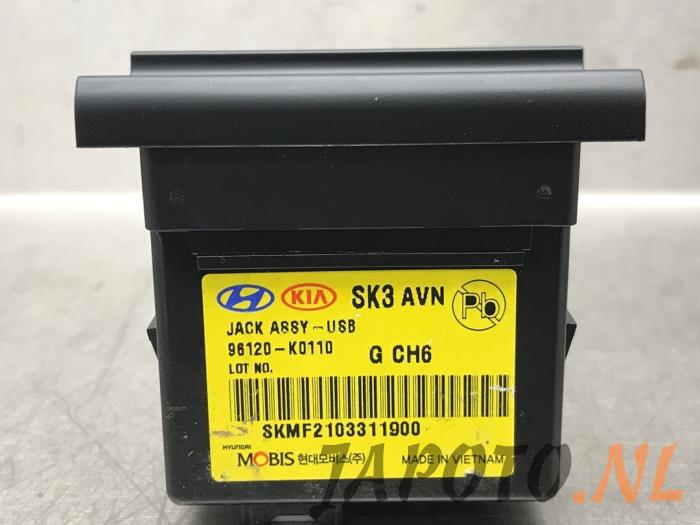 KIA SK3 AVN Pb
JACK ASSY-USB
96120-K0110 G CH6
LOT NO.
SKMF2103311900
HYUNDAI
MOBIS 현대모비스(주) MADE IN VIETNAM
JAPOTO.NL